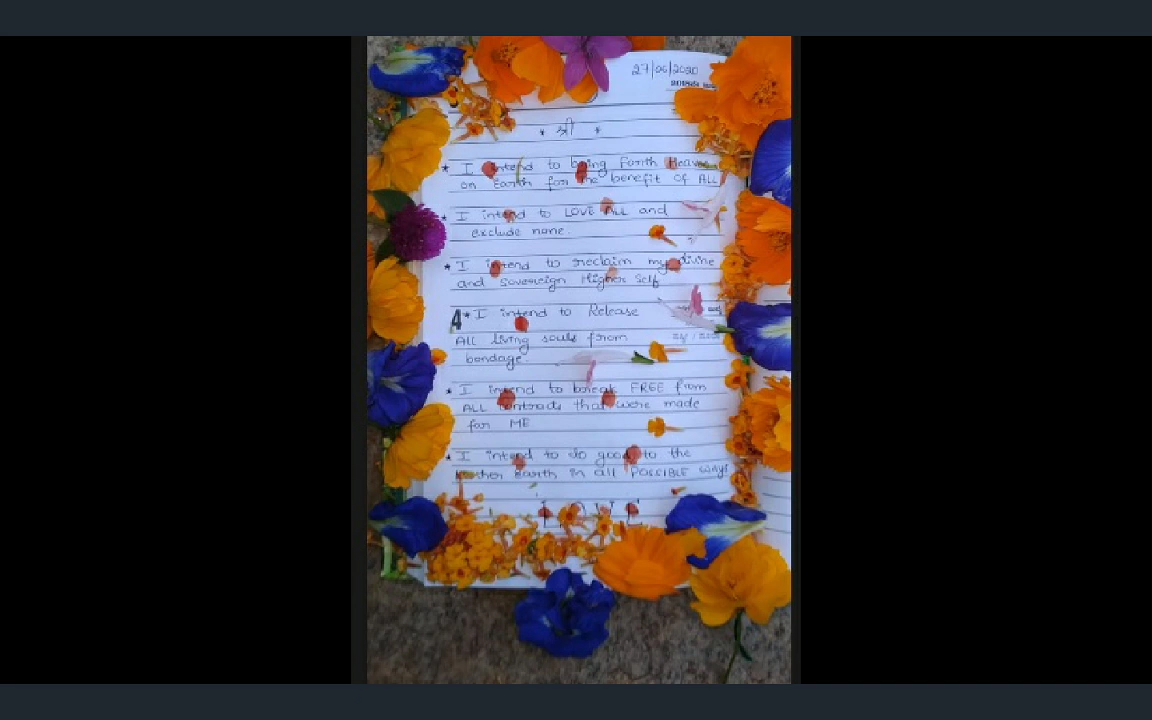 27/06/2020
* श्री *
* I intend to bring Forth Heaven
on Earth for the benefit of ALL
* I intend to LOVE ALL and
exclude none.
* I intend to reclaim my divine
and sovereign Higher Self
4 * I intend to Release
ALL living souls from
bondage.
* I intend to break FREE from
ALL contracts that were made
for ME
* I intend to do good to the
Mother Earth in all POSSIBLE ways